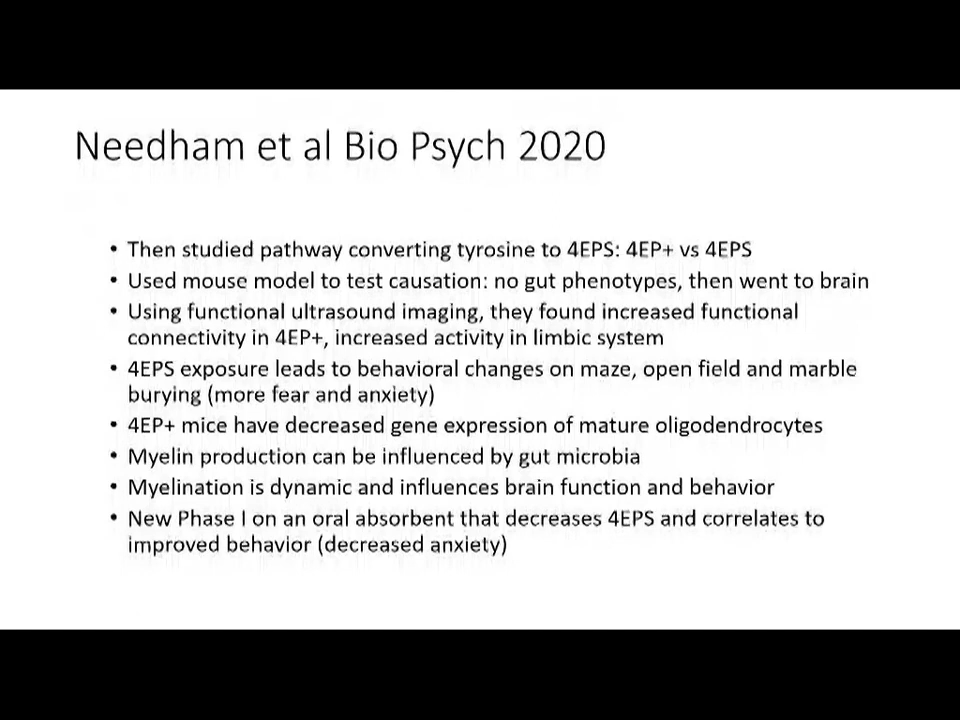 Needham et al Bio Psych 2020
• Then studied pathway converting tyrosine to 4EPS: 4EP+ vs 4EPS
• Used mouse model to test causation: no gut phenotypes, then went to brain
• Using functional ultrasound imaging, they found increased functional
connectivity in 4EP+, increased activity in limbic system
• 4EPS exposure leads to behavioral changes on maze, open field and marble
burying (more fear and anxiety)
• 4EP+ mice have decreased gene expression of mature oligodendrocytes
• Myelin production can be influenced by gut microbia
• Myelination is dynamic and influences brain function and behavior
• New Phase I on an oral absorbent that decreases 4EPS and correlates to
improved behavior (decreased anxiety)